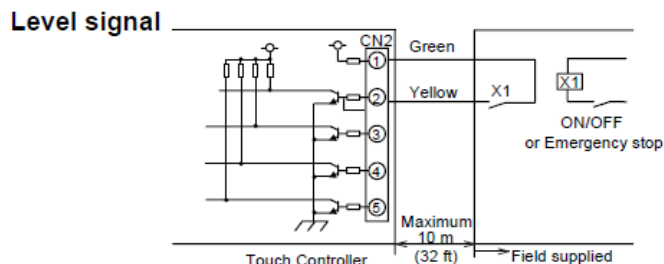 Level signal
CN2
1
Green
2
Yellow
X1
X1
3
ON/OFF
or Emergency stop
4
5
Maximum
10 m
(32 ft)
Touch Controller
Field supplied